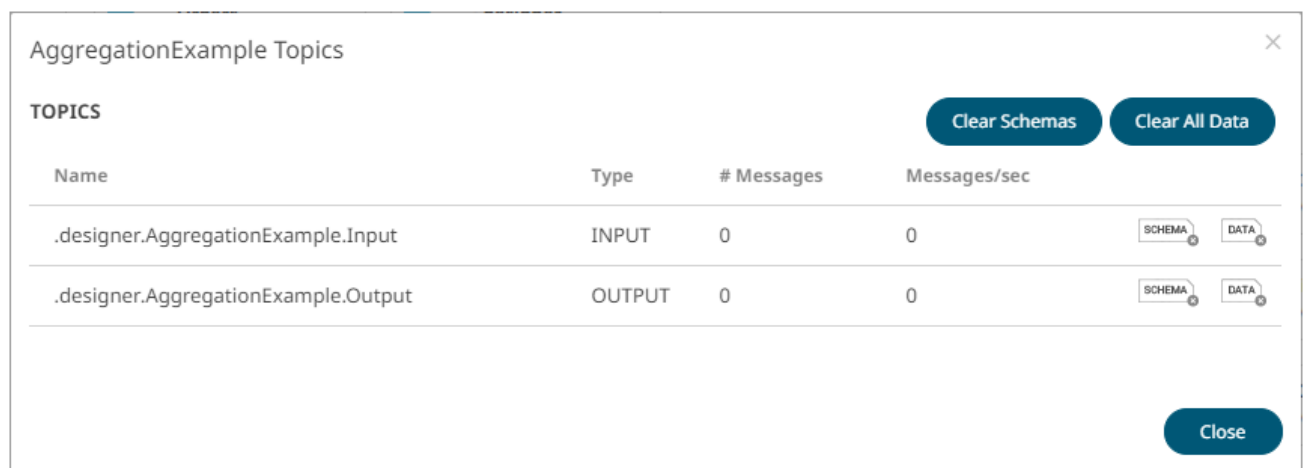 AggregationExample Topics
TOPICS
Clear Schemas Clear All Data
Name Type # Messages Messages/sec
.designer.AggregationExample.Input INPUT 0 0 SCHEMA DATA
.designer.AggregationExample.Output OUTPUT 0 0 SCHEMA DATA
Close